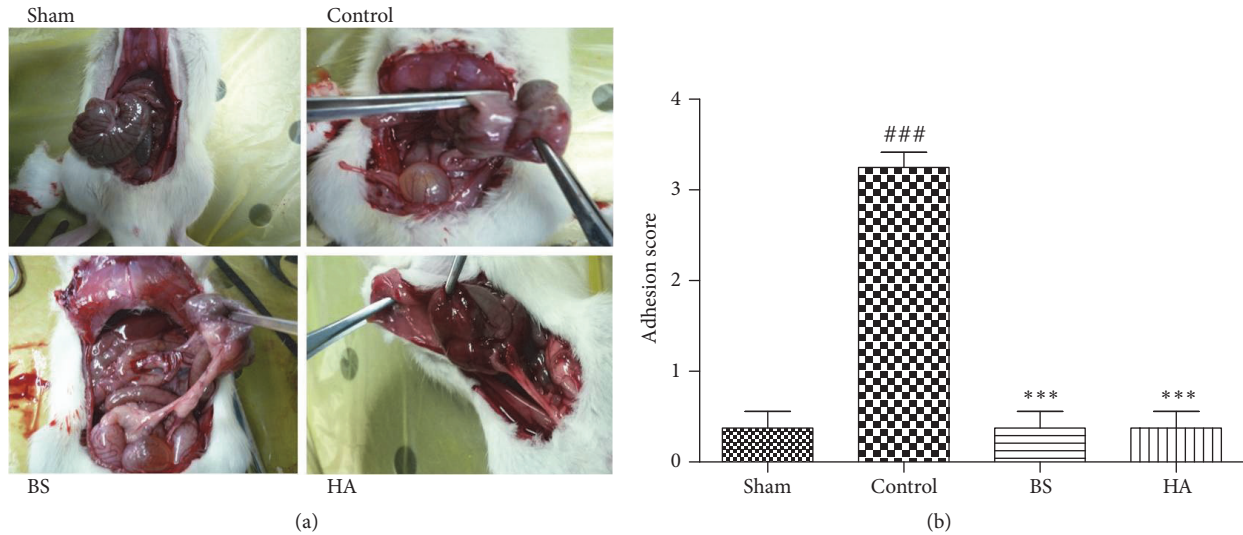 Sham
Control
BS
HA
(a)
Adhesion score
4
3
2
1
0
###
***
***
Sham
Control
BS
HA
(b)